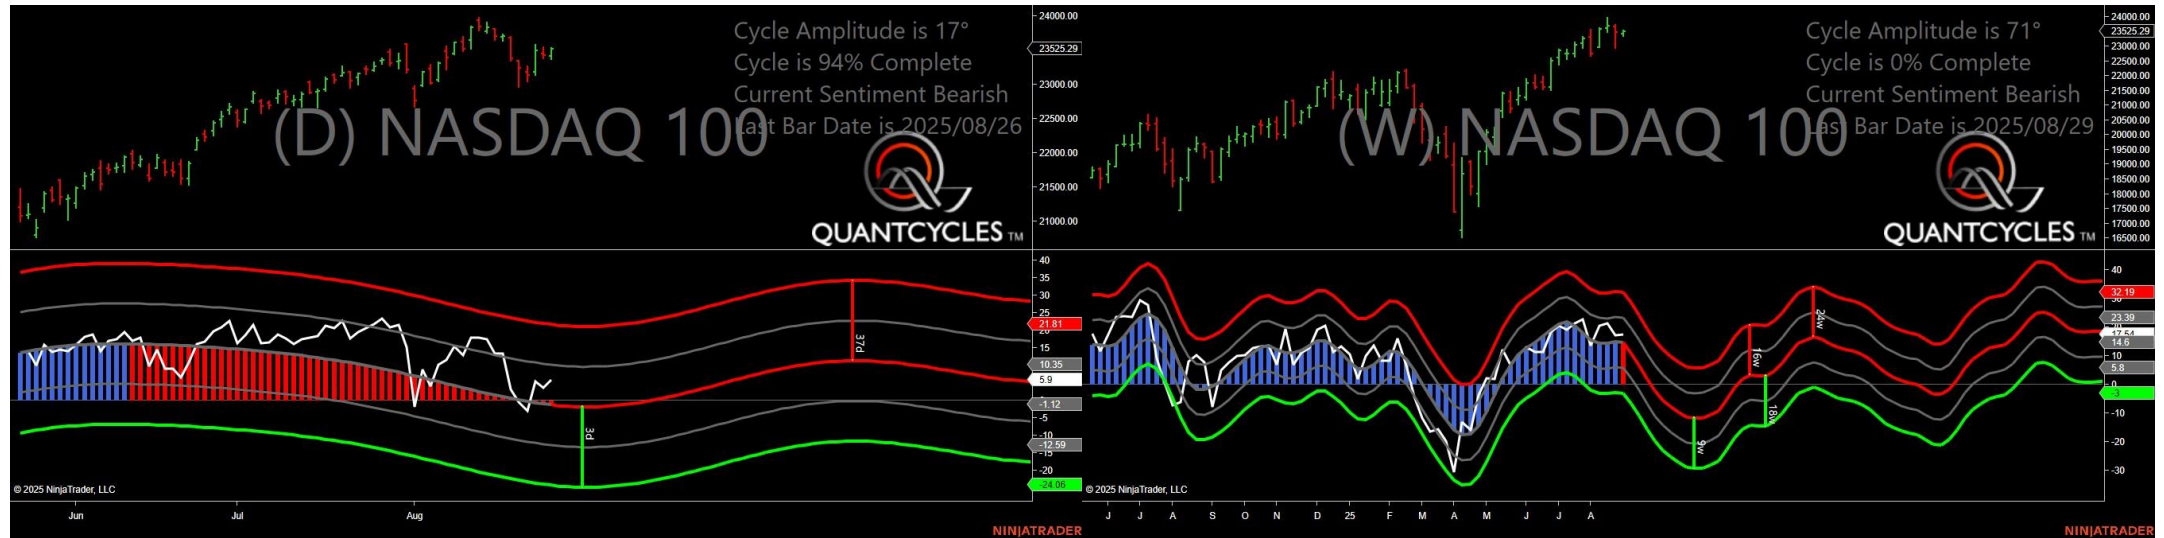 Cycle Amplitude is 17°
Cycle is 94% Complete
Current Sentiment Bearish
Last Bar Date is 2025/08/26
(D) NASDAQ 100
QUANTCYCLES TM
24000.00
23525.29
23000.00
22500.00
22000.00
21500.00
21000.00
40
35
30
25
21.81
15
10.35
5.9
-1.12
-5
-10
-12.59
-15
-20
-24.06
37d
3d
© 2025 NinjaTrader, LLC
Jun Jul Aug
NINJATRADER
Cycle Amplitude is 71°
Cycle is 0% Complete
Current Sentiment Bearish
Last Bar Date is 2025/08/29
(W) NASDAQ 100
QUANTCYCLES TM
24000.00
23525.29
23000.00
22500.00
22000.00
21500.00
21000.00
20500.00
20000.00
19500.00
19000.00
18500.00
18000.00
17500.00
17000.00
16500.00
40
32.19
30
23.39
17.54
14.6
10
5.8
0
-3
-10
-20
-30
16w
24w
18w
9w
© 2025 NinjaTrader, LLC
J J A S O N D 25 F M A M J J A
NINJATRADER